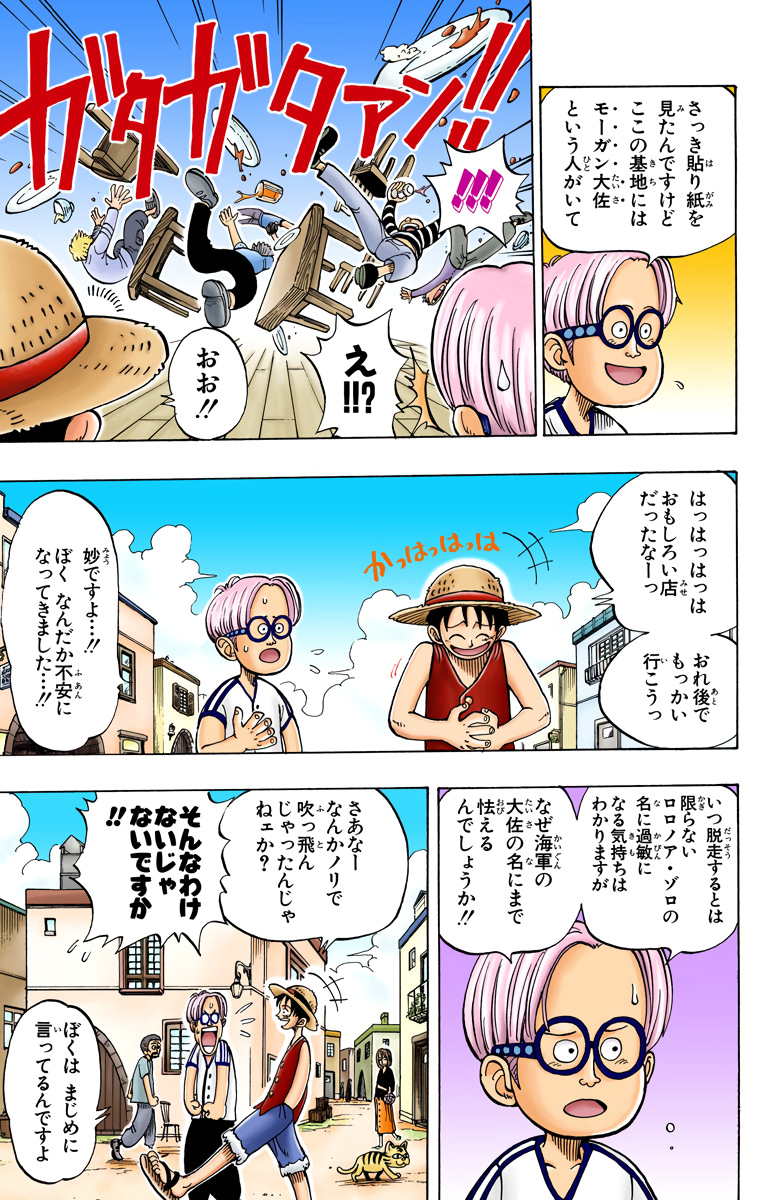 さっき貼り紙を
見たんですけど
ここの基地には
モーガン大佐
という人がいて
ガタガタアン!!
!!!
え!!?
おお!!
はっはっはっは
おもしろい店
だったなーっ
おれ後で
もっかい
行こうっ
かっはっはっは
妙ですよ…!!
ぼく なんだか不安に
なってきました…!!
いつ脱走するとは
限らない
ロロノア・ゾロの
名に過敏に
なる気持ちは
わかりますが
なぜ海軍の
大佐の名にまで
怯える
んでしょうか!!
さあなー
なんかノリで
吹っ飛ん
じゃったんじゃ
ねェか?
そんなわけ
ないじゃ
ないですか
!!
ぼくは まじめに
言ってるんですよ